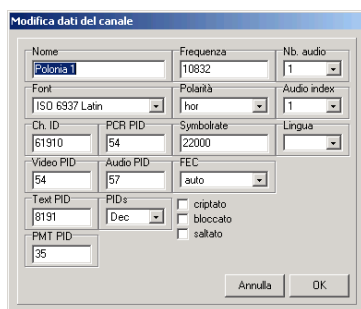 Modifica dati del canale
Nome Frequenza Nb. audio
Polonia 1 10832 1
Font Polarità Audio index
ISO 6937 Latin hor 1
Ch. ID PCR PID Symbolrate Lingua
61910 54 22000
Video PID Audio PID FEC
54 57 auto
Text PID PIDs criptato
8191 Dec bloccato
saltato
PMT PID
35
Annulla OK